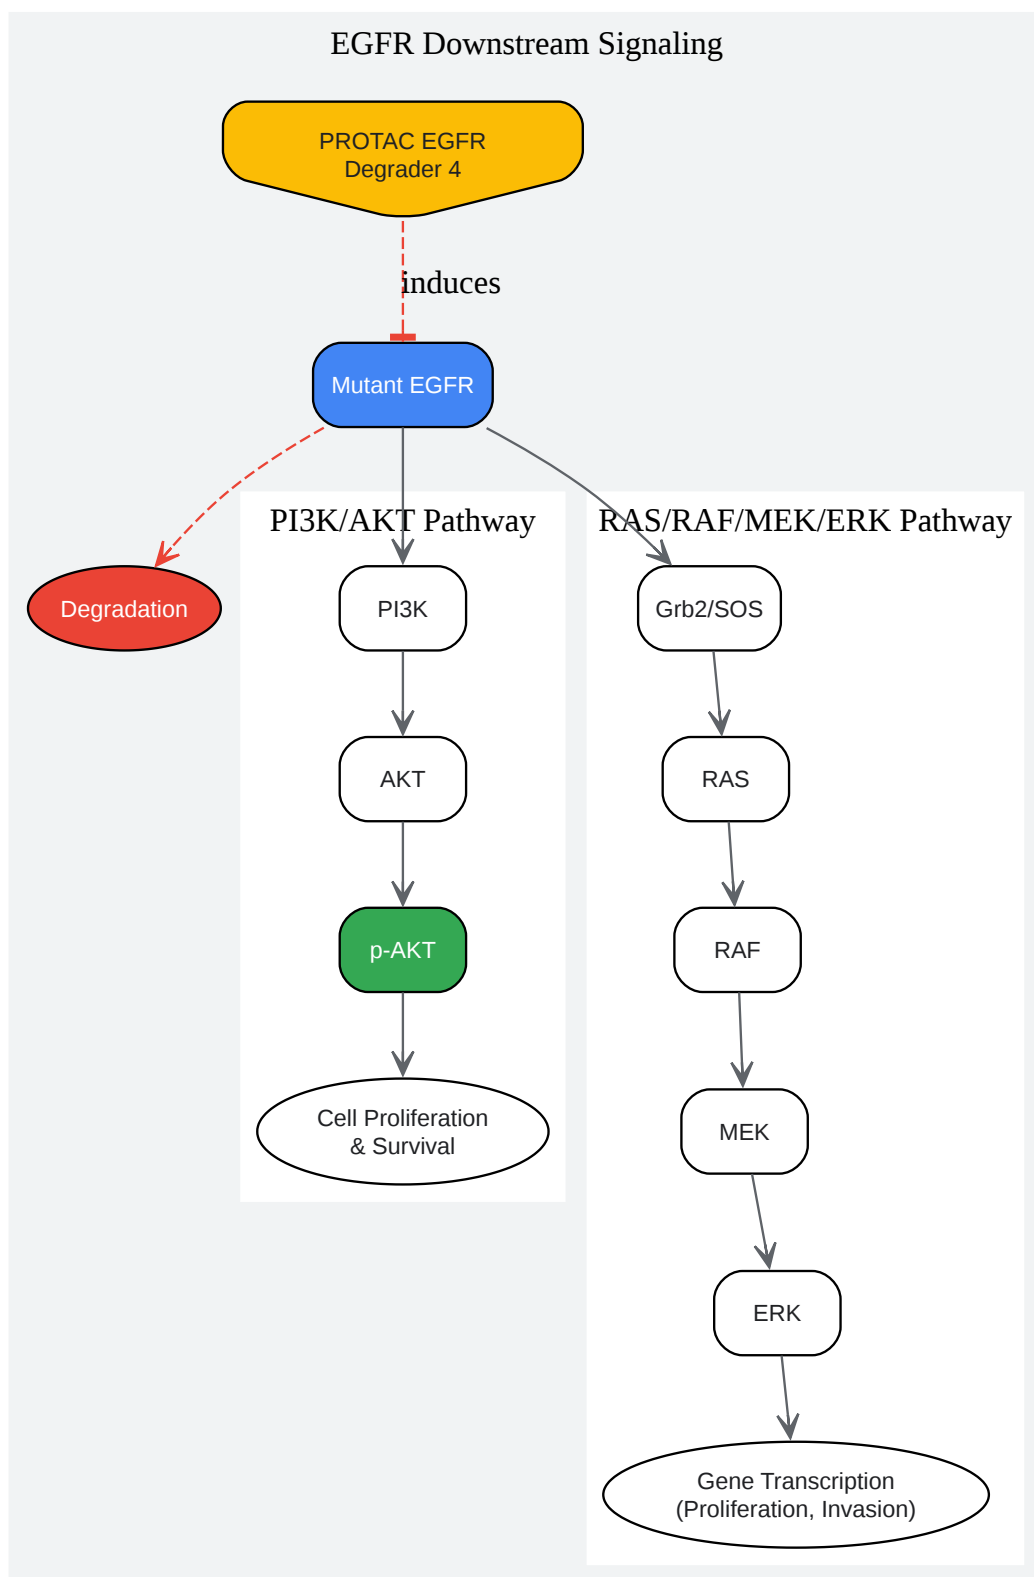 EGFR Downstream Signaling
PROTAC EGFR
Degrader 4
induces
Mutant EGFR
PI3K/AKT Pathway
RAS/RAF/MEK/ERK Pathway
Degradation
PI3K
Grb2/SOS
AKT
RAS
p-AKT
RAF
Cell Proliferation
& Survival
MEK
ERK
Gene Transcription
(Proliferation, Invasion)